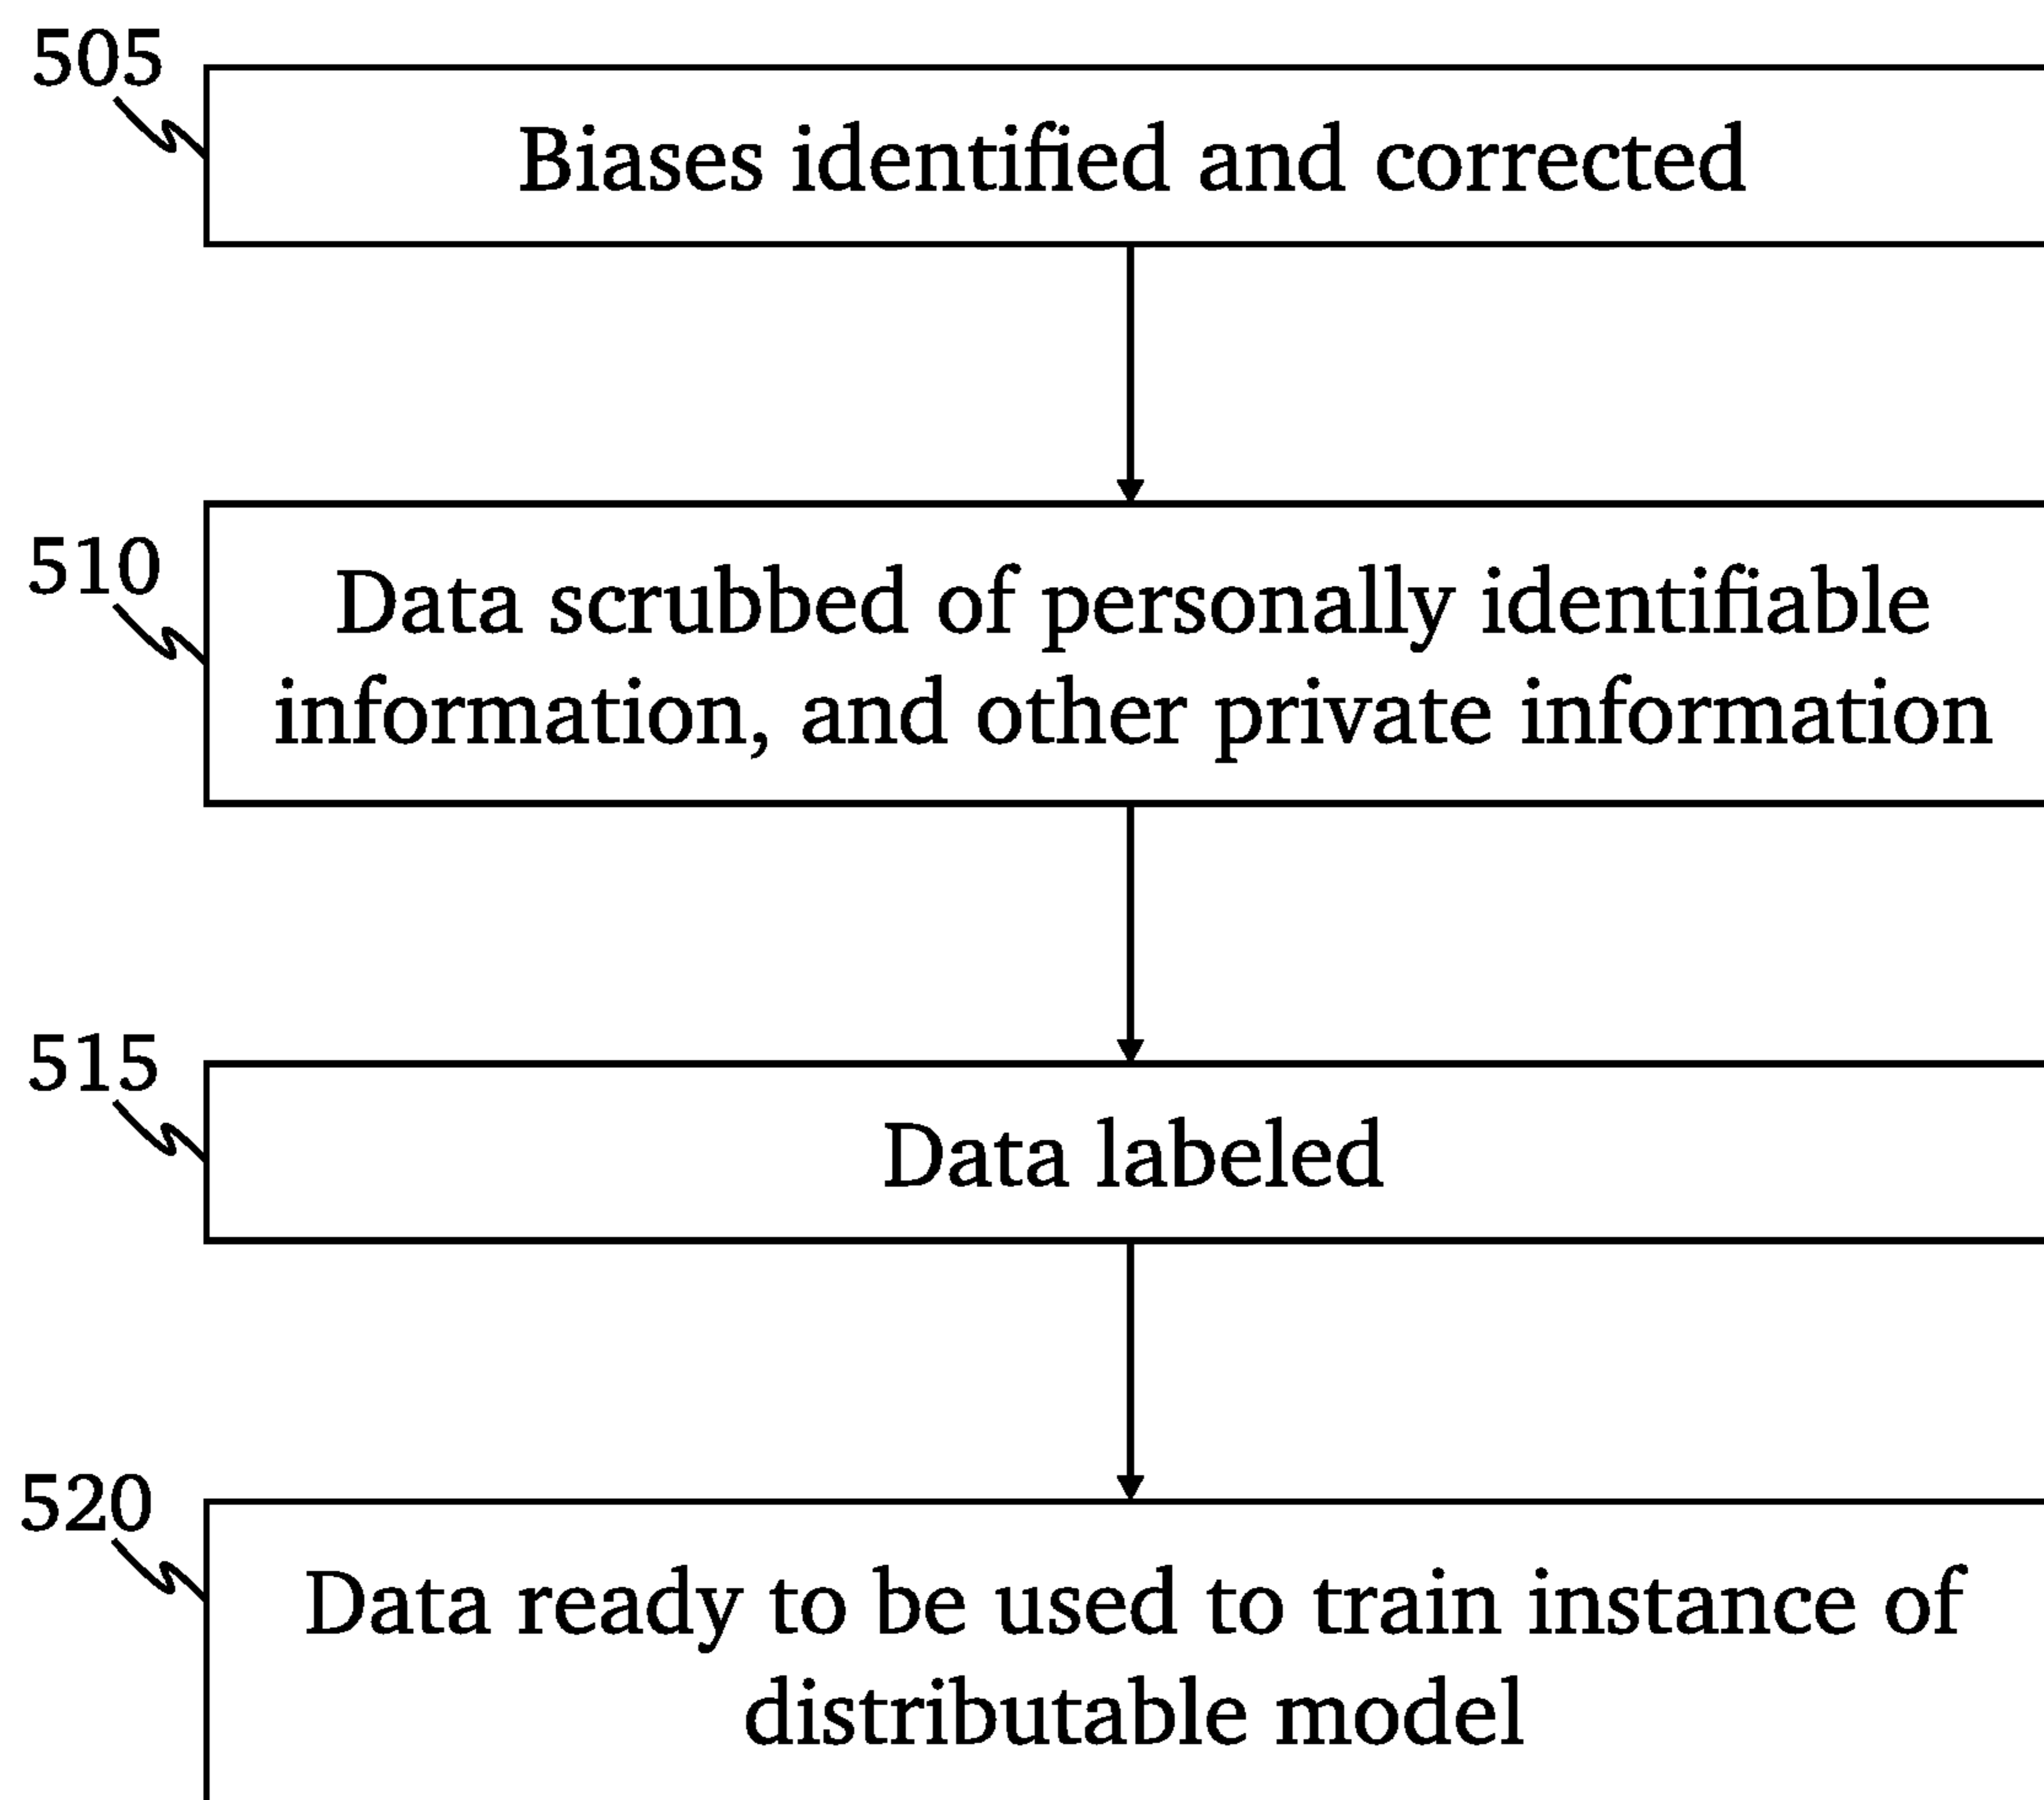 505
Biases identified and corrected
510
Data scrubbed of personally identifiable
information, and other private information
515
Data labeled
520
Data ready to be used to train instance of
distributable model